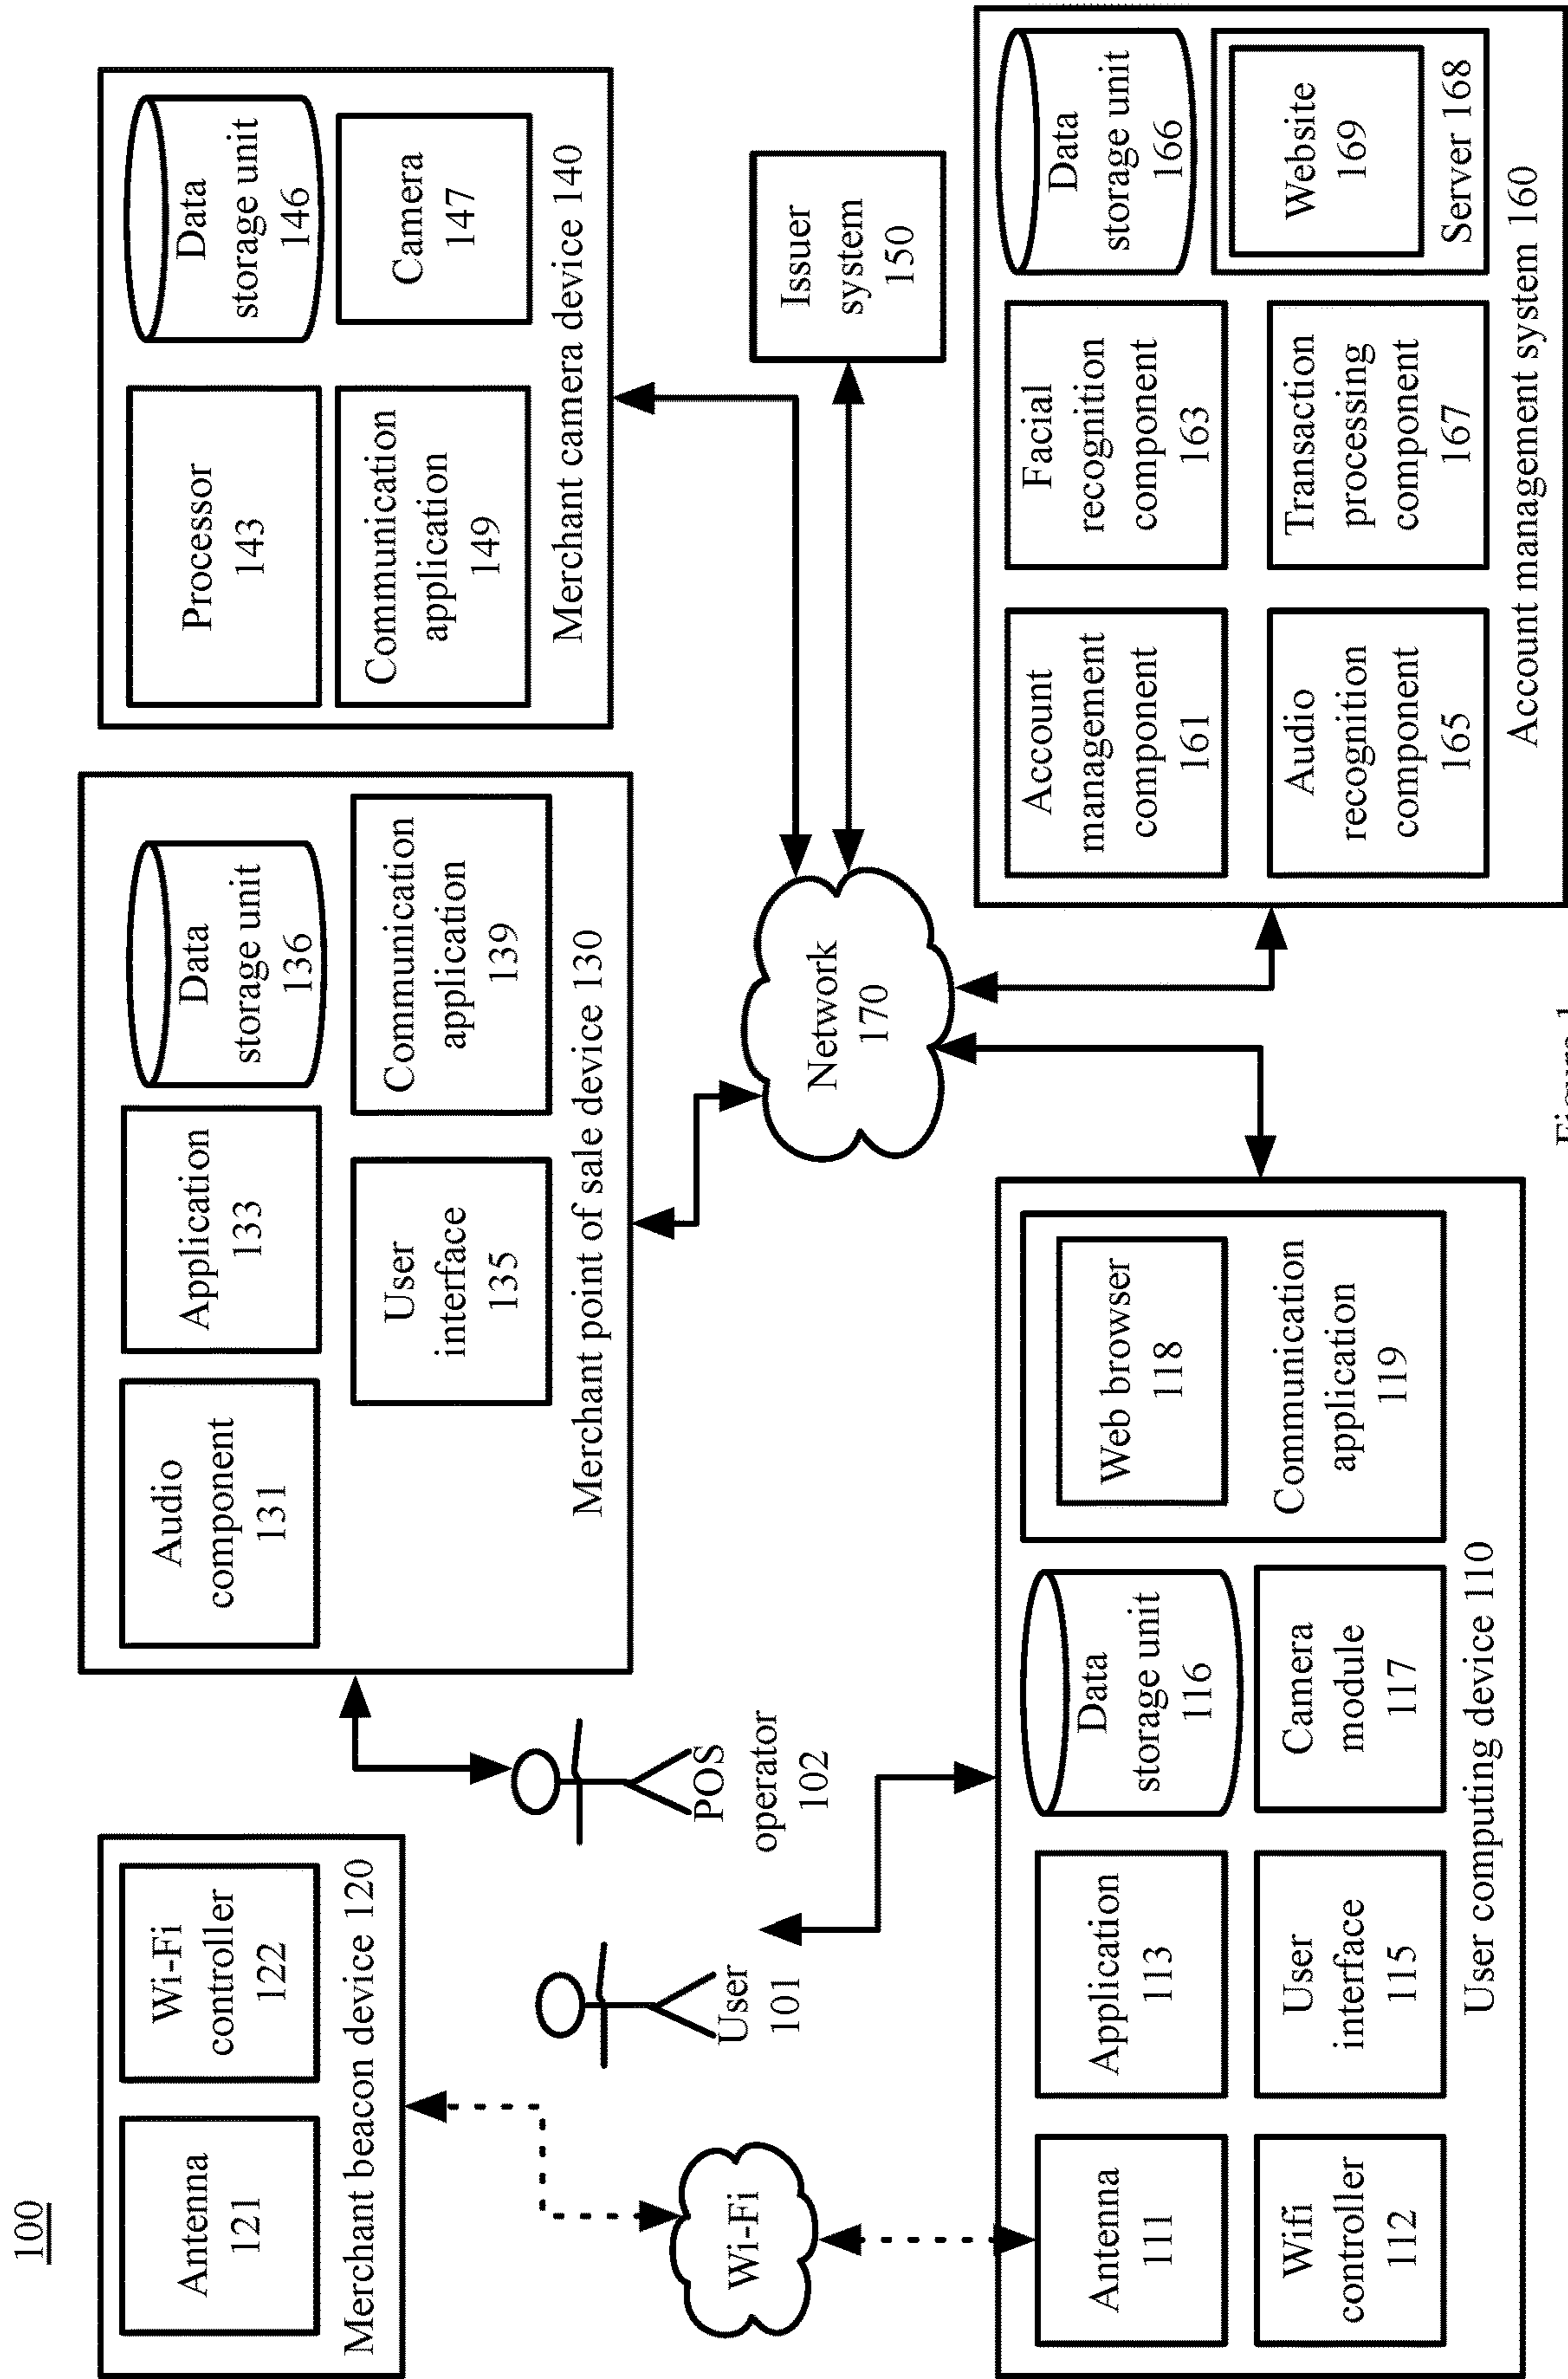 100
Antenna
121
Wi-Fi
controller
122
Merchant beacon device 120
Audio
component
131
Application
133
Data
storage unit
136
User
interface
135
Communication
application
139
Merchant point of sale device 130
Processor
143
Data
storage unit
146
Communication
application
149
Camera
147
Merchant camera device 140
POS
operator
102
User
101
Wi-Fi
Network
170
Issuer
system
150
Antenna
111
Application
113
Data
storage unit
116
Web browser
118
Communication
application
119
Wifi
controller
112
User
interface
115
Camera
module
117
User computing device 110
Account
management
component
161
Facial
recognition
component
163
Data
storage unit
166
Audio
recognition
component
165
Transaction
processing
component
167
Website
169
Server 168
Account management system 160
Figure 1